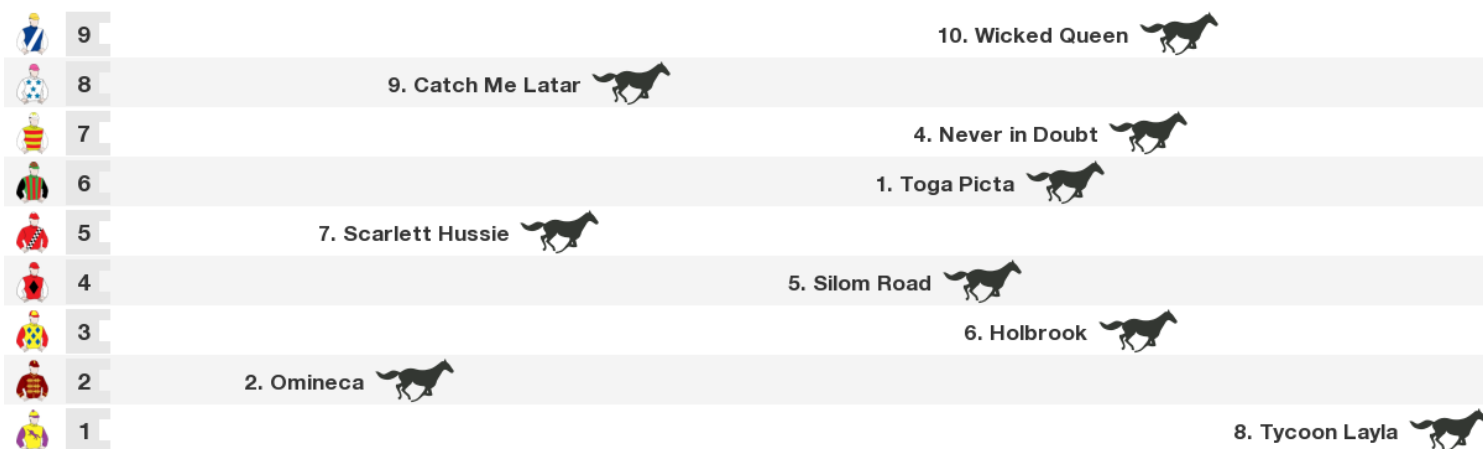 9 10. Wicked Queen
8 9. Catch Me Latar
7 4. Never in Doubt
6 1. Toga Picta
5 7. Scarlett Hussie
4 5. Silom Road
3 6. Holbrook
2 2. Omineca
1 8. Tycoon Layla